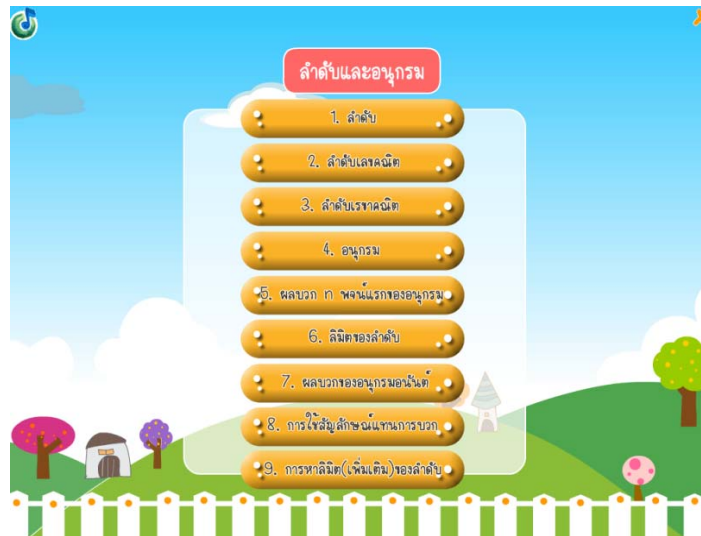 ลำดับและอนุกรม
1. ลำดับ
2. ลำดับเลขคณิต
3. ลำดับเรขาคณิต
4. อนุกรม
5. ผลบวก n พจน์แรกของอนุกรม
6. ลิมิตของลำดับ
7. ผลบวกของอนุกรมอนันต์
8. การใช้สัญลักษณ์แทนการบวก
9. การหาลิมิต(เพิ่มเติม)ของลำดับ